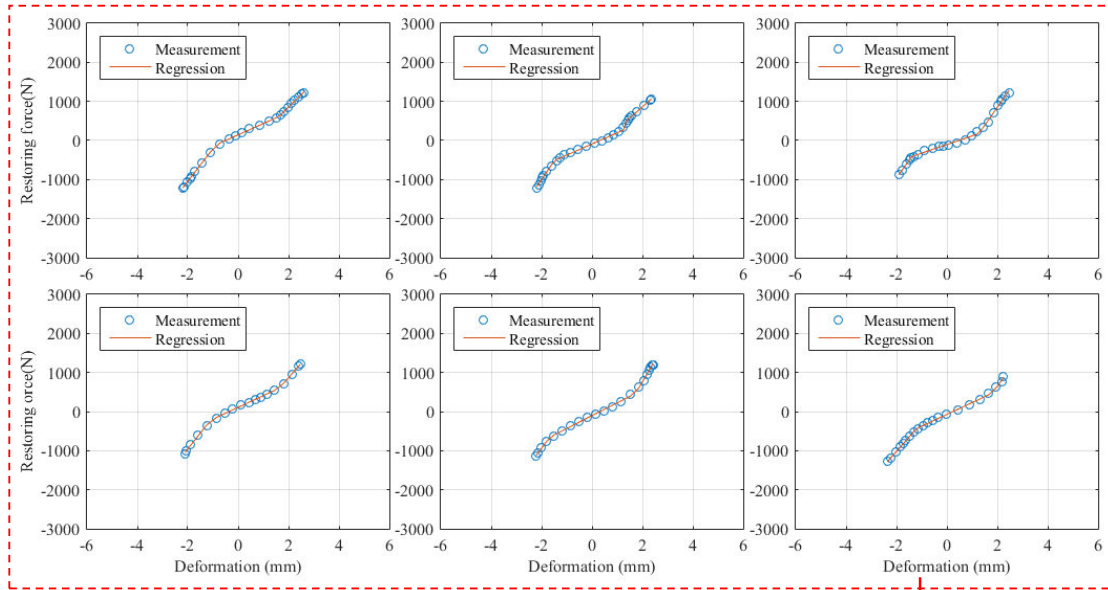 3000 3000 3000
Measurement Measurement Measurement
2000 Regression 2000 Regression 2000 Regression
Restoring force(N)
1000 1000 1000
0 0 0
-1000 -1000 -1000
-2000 -2000 -2000
-3000 -3000 -3000
-6 -4 -2 0 2 4 6 -6 -4 -2 0 2 4 6 -6 -4 -2 0 2 4 6
3000 3000 3000
Measurement Measurement Measurement
2000 Regression 2000 Regression 2000 Regression
Restoring orce(N)
1000 1000 1000
0 0 0
-1000 -1000 -1000
-2000 -2000 -2000
-3000 -3000 -3000
-6 -4 -2 0 2 4 6 -6 -4 -2 0 2 4 6 -6 -4 -2 0 2 4 6
Deformation (mm) Deformation (mm) Deformation (mm)